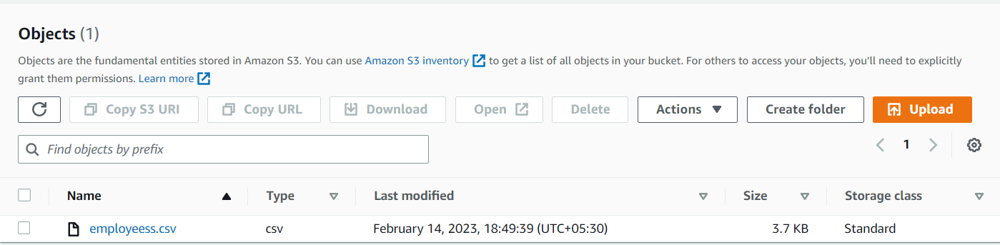 Objects (1)
Objects are the fundamental entities stored in Amazon S3. You can use Amazon S3 inventory to get a list of all objects in your bucket. For others to access your objects, you'll need to explicitly
grant them permissions. Learn more
Copy S3 URI Copy URL Download Open Delete Actions Create folder Upload
Find objects by prefix 1
Name Type Last modified Size Storage class
employeess.csv csv February 14, 2023, 18:49:39 (UTC+05:30) 3.7 KB Standard